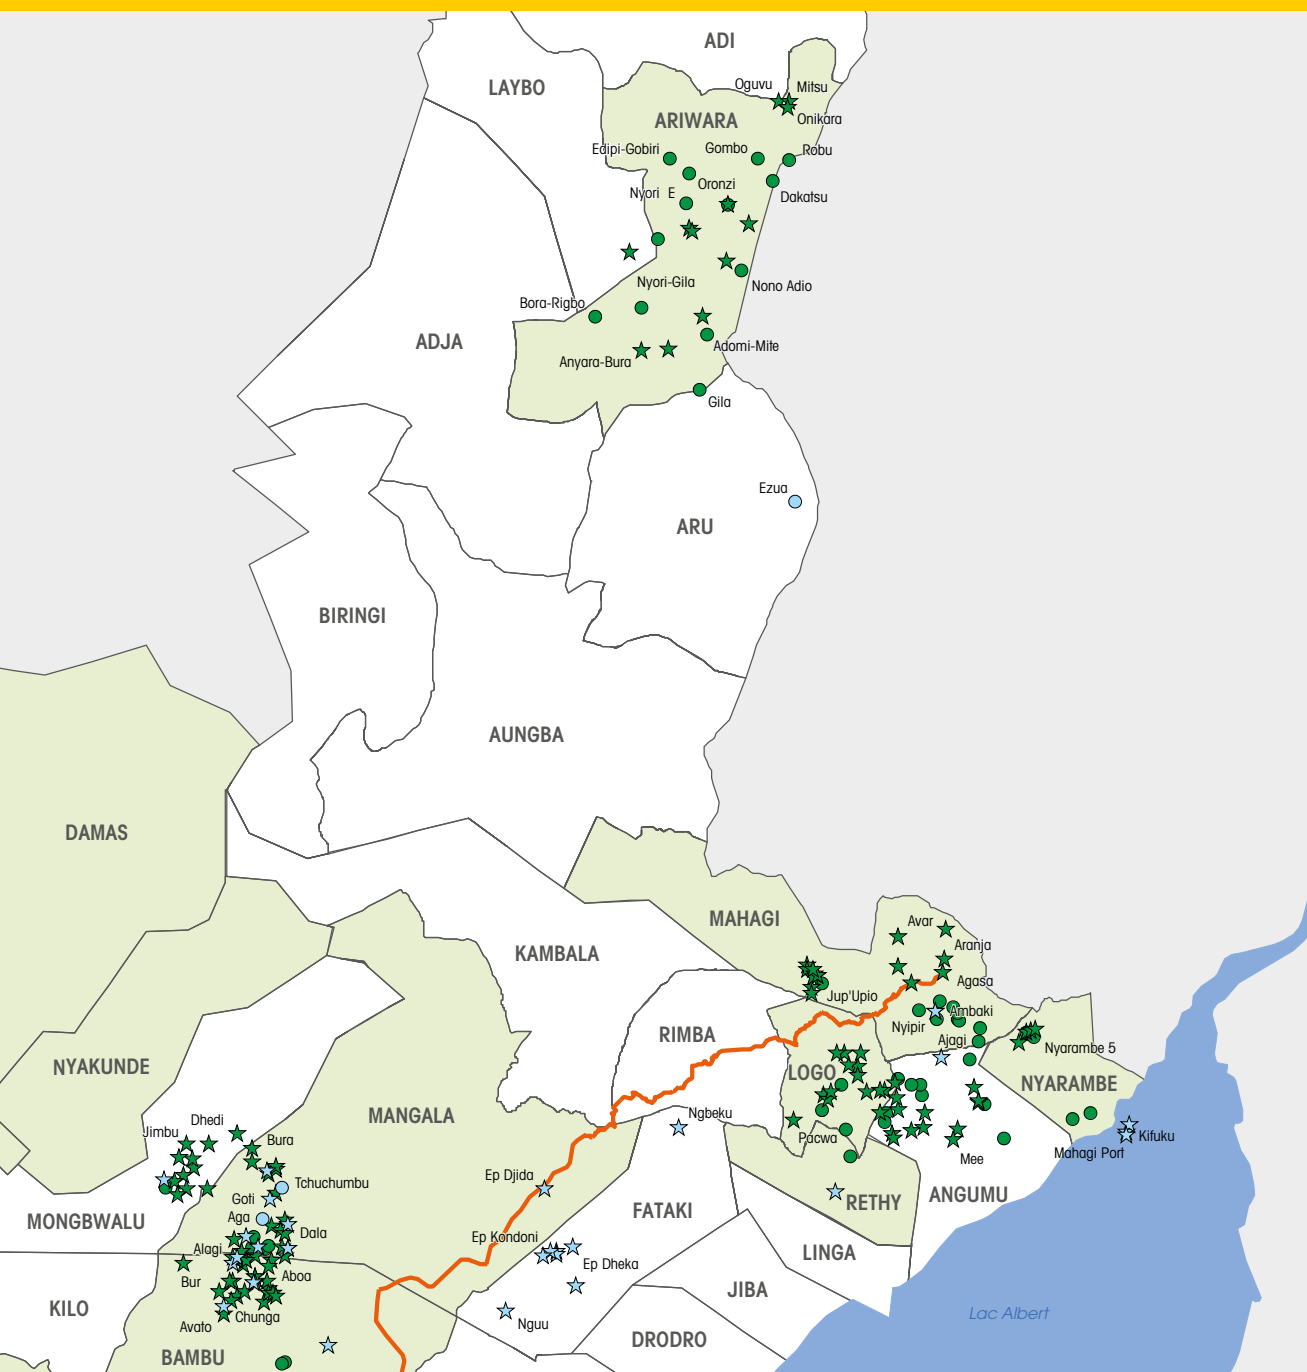 ADI
LAYBO
Oguvu
Mitsu
ARIWARA
Onikara
Edipi-Gobiri
Gombo
Robu
Oronzi
Nyori E
Dakatsu
Nyori-Gila
Nono Adio
Bora-Rigbo
ADJA
Adomi-Mite
Anyara-Bura
Gila
Ezua
ARU
BIRINGI
AUNGBA
DAMAS
MAHAGI
Avar
Aranja
KAMBALA
Agasa
Jup'Upio
Ambaki
Nyipir
RIMBA
Ajagi
Nyarambe 5
NYAKUNDE
LOGO
NYARAMBE
MANGALA
Ngbeku
Dhedi
Jimbu
Bura
Pacwa
Kifuku
Mahagi Port
Mee
Ep Djida
Tchuchumbu
Goti
RETHY
ANGUMU
FATAKI
Aga
MONGBWALU
Dala
Ep Kondoni
Alagi
LINGA
Ep Dheka
Aboa
Bur
JIBA
KILO
Chunga
Lac Albert
Avato
Nguu
DRODRO
BAMBU